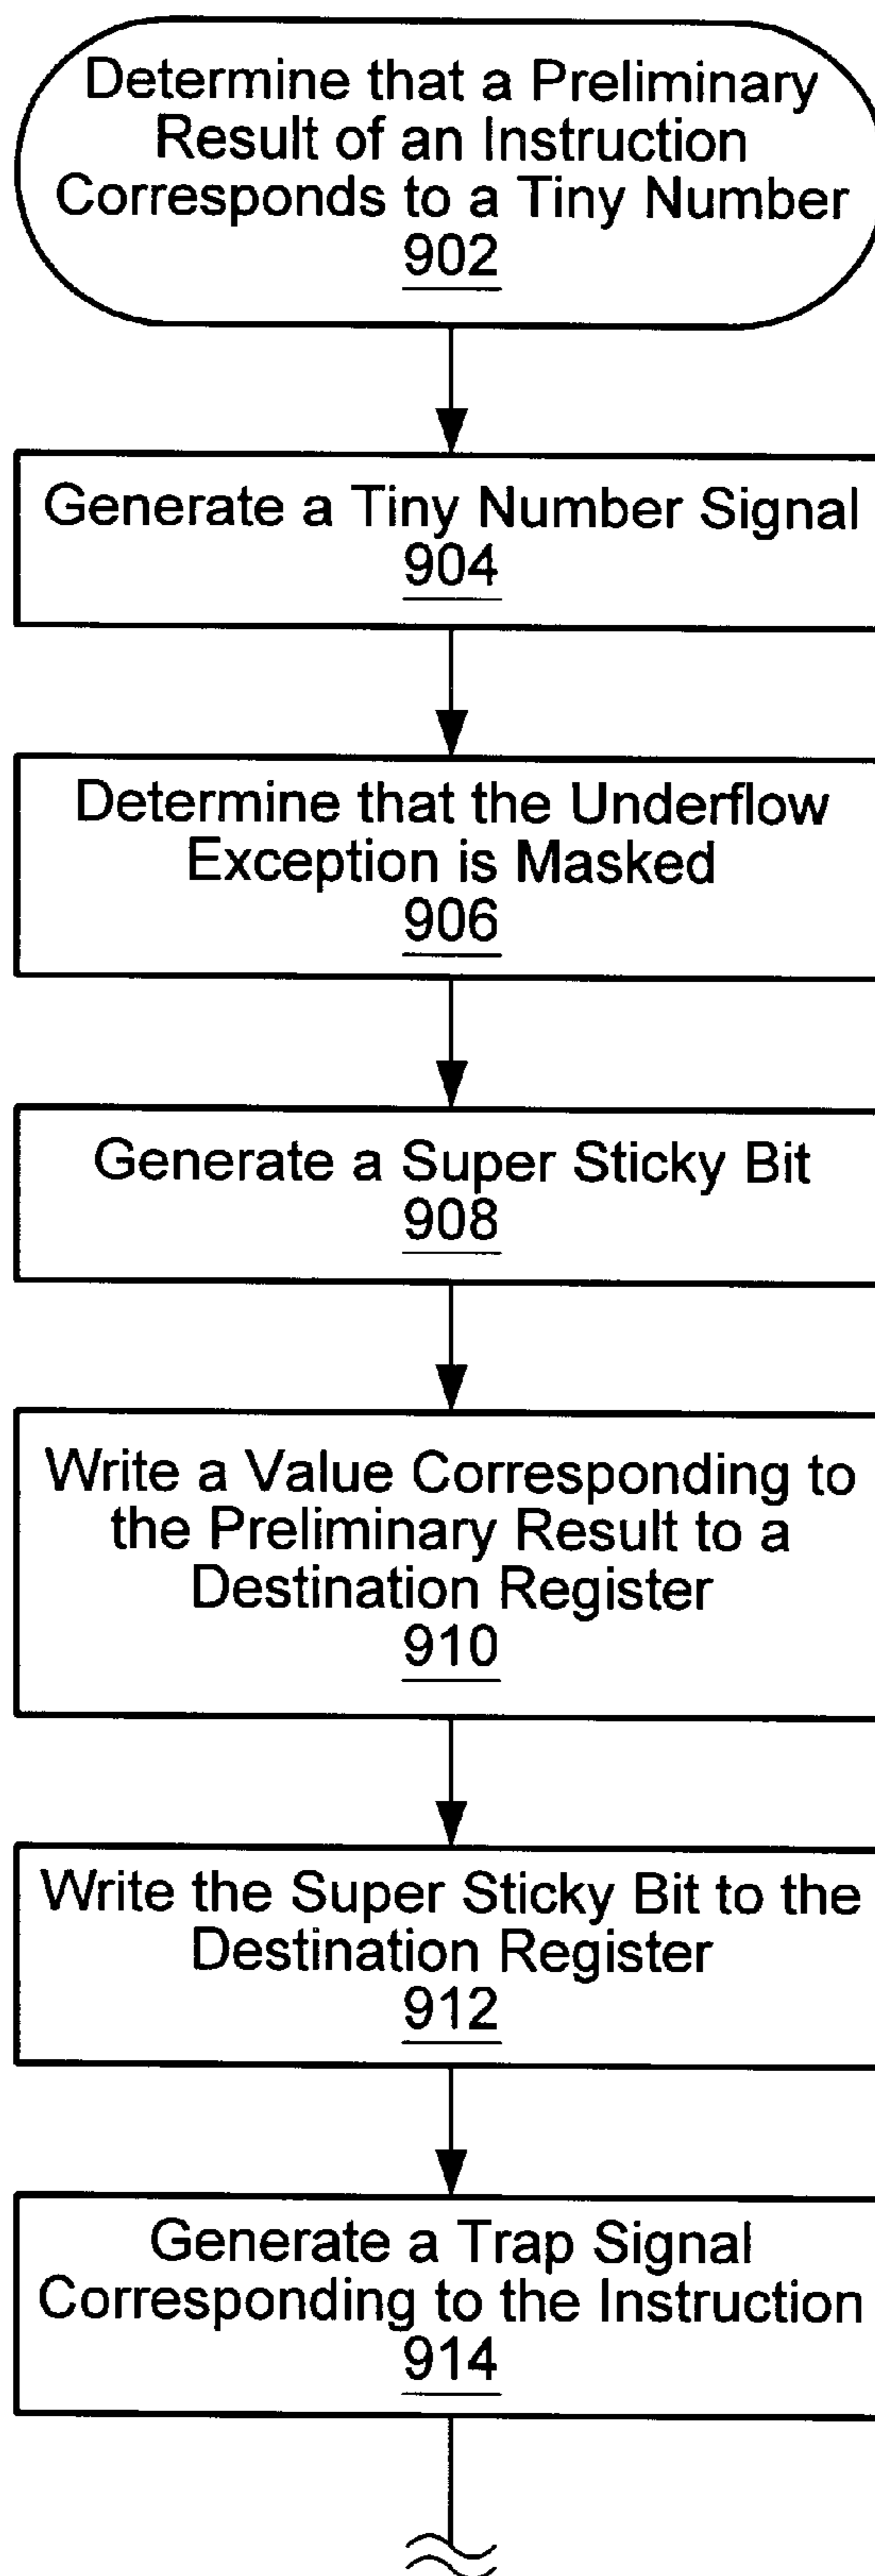 Determine that a Preliminary
Result of an Instruction
Corresponds to a Tiny Number
902
Generate a Tiny Number Signal
904
Determine that the Underflow
Exception is Masked
906
Generate a Super Sticky Bit
908
Write a Value Corresponding to
the Preliminary Result to a
Destination Register
910
Write the Super Sticky Bit to the
Destination Register
912
Generate a Trap Signal
Corresponding to the Instruction
914